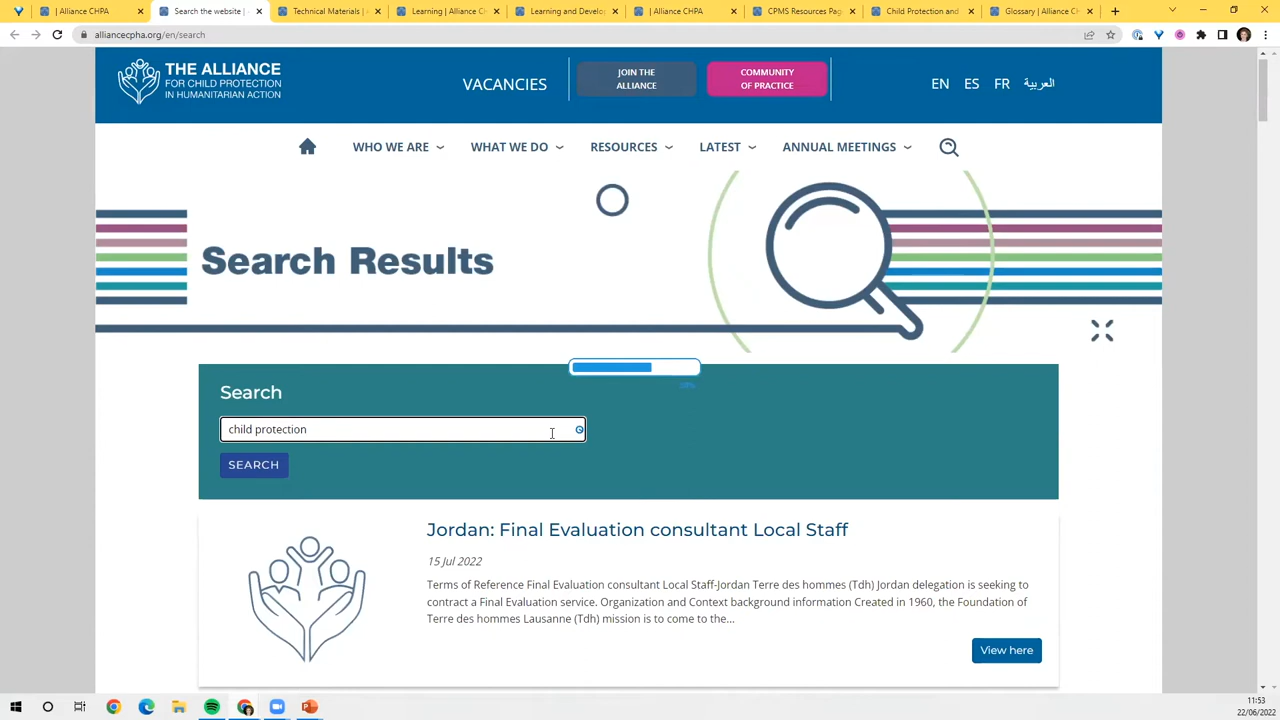 | Alliance CHPA
Search the website |
Technical Materials |
Learning | Alliance C
Learning and Develo
| Alliance CHPA
CPMS Resources Pag
Child Protection and
Glossary | Alliance C
alliancecpha.org/en/search
THE ALLIANCE
FOR CHILD PROTECTION
IN HUMANITARIAN ACTION
VACANCIES
JOIN THE
ALLIANCE
COMMUNITY
OF PRACTICE
EN ES FR العربية
WHO WE ARE WHAT WE DO RESOURCES LATEST ANNUAL MEETINGS
Search Results
Search
child protection
SEARCH
Jordan: Final Evaluation consultant Local Staff
15 Jul 2022
Terms of Reference Final Evaluation consultant Local Staff-Jordan Terre des hommes (Tdh) Jordan delegation is seeking to
contract a Final Evaluation service. Organization and Context background information Created in 1960, the Foundation of
Terre des hommes Lausanne (Tdh) mission is to come to the...
View here
11:53
22/06/2022